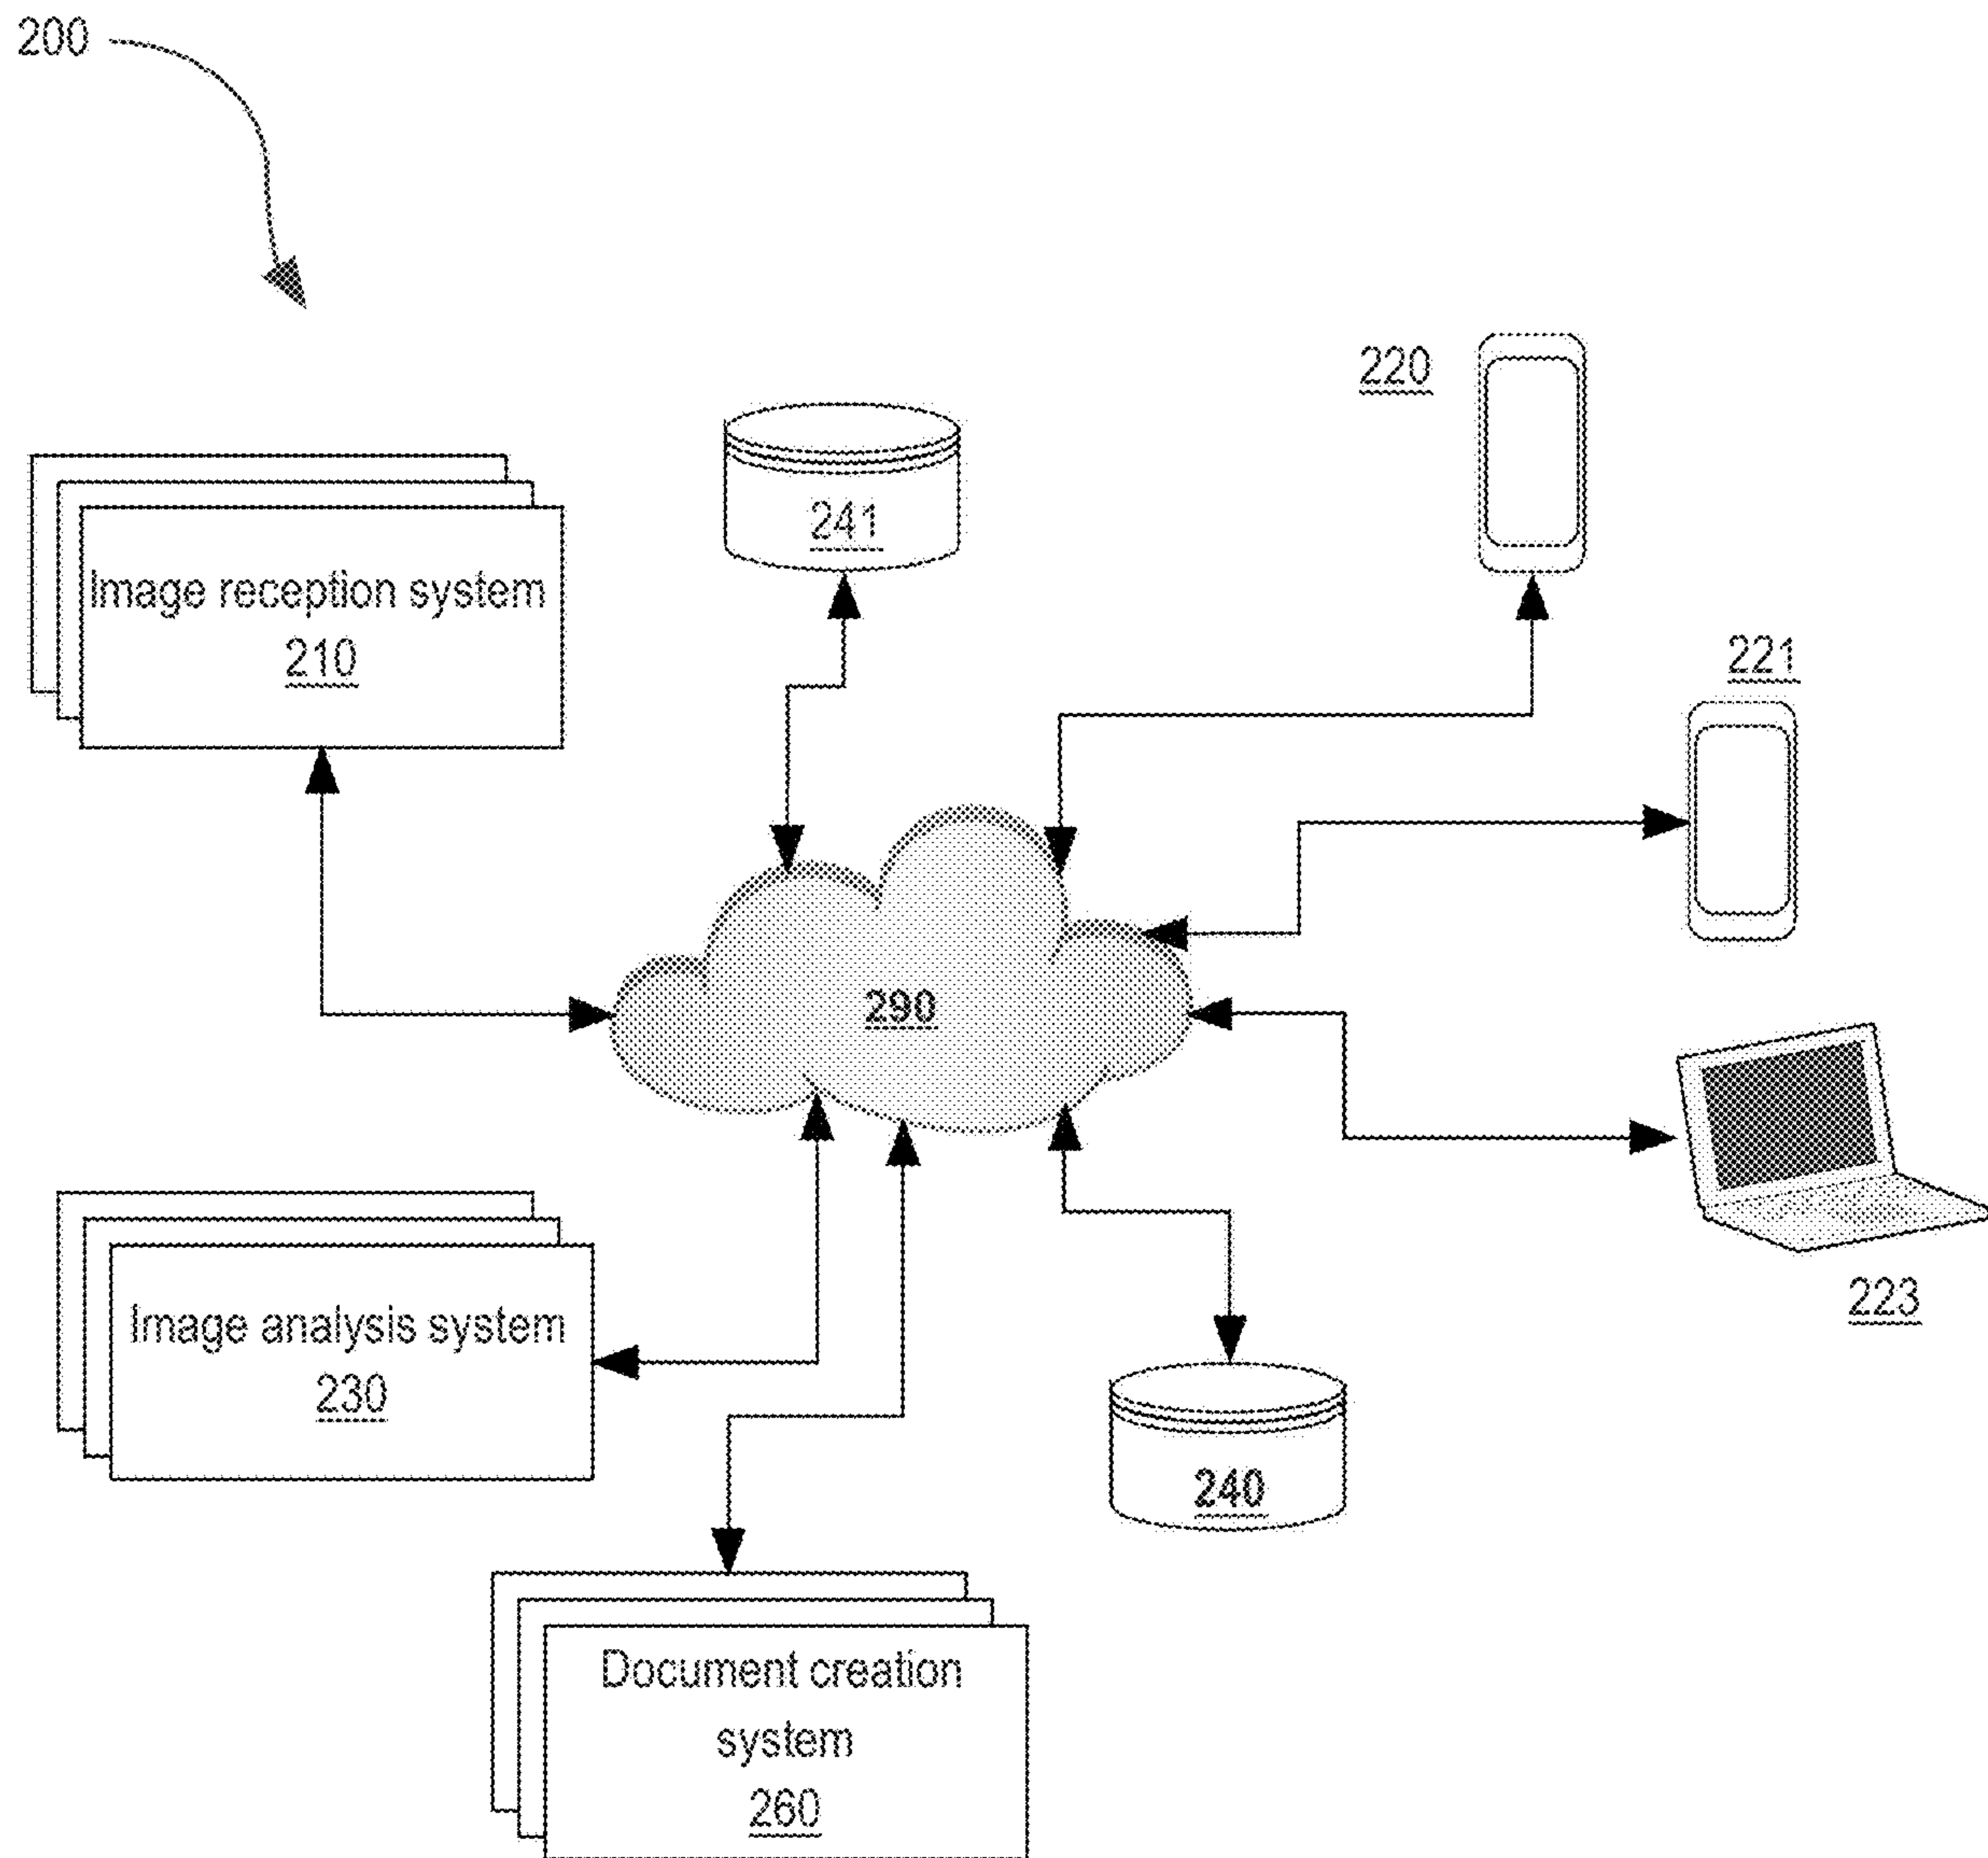 200
220
241
Image reception system
210
221
290
Image analysis system
230
223
240
Document creation
system
260